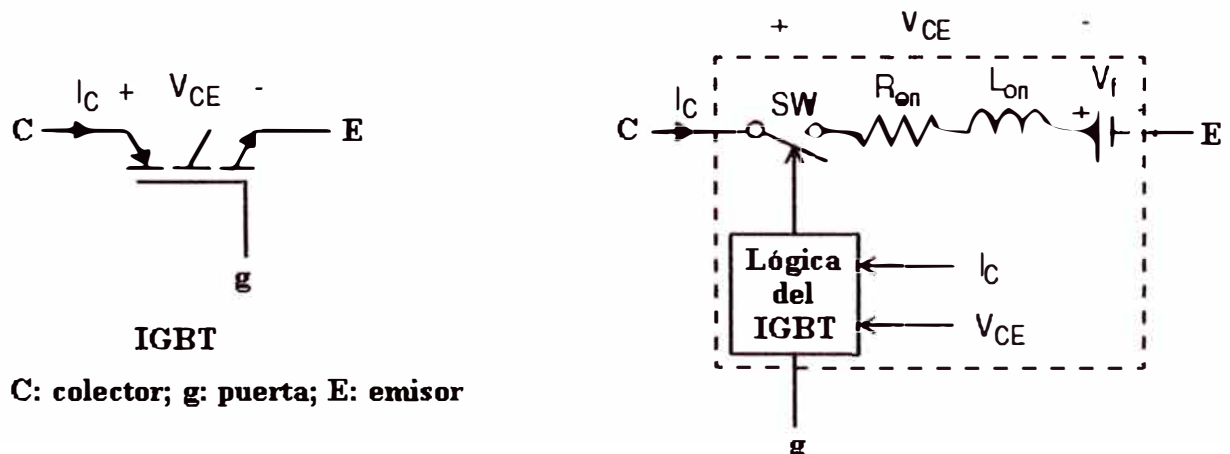 I_C + V_CE -
C E
g
IGBT
C: colector; g: puerta; E: emisor
+ V_CE -
I_C SW R_on L_on V_f
+ -
C E
Lógica
del
IGBT
I_C
V_CE
g